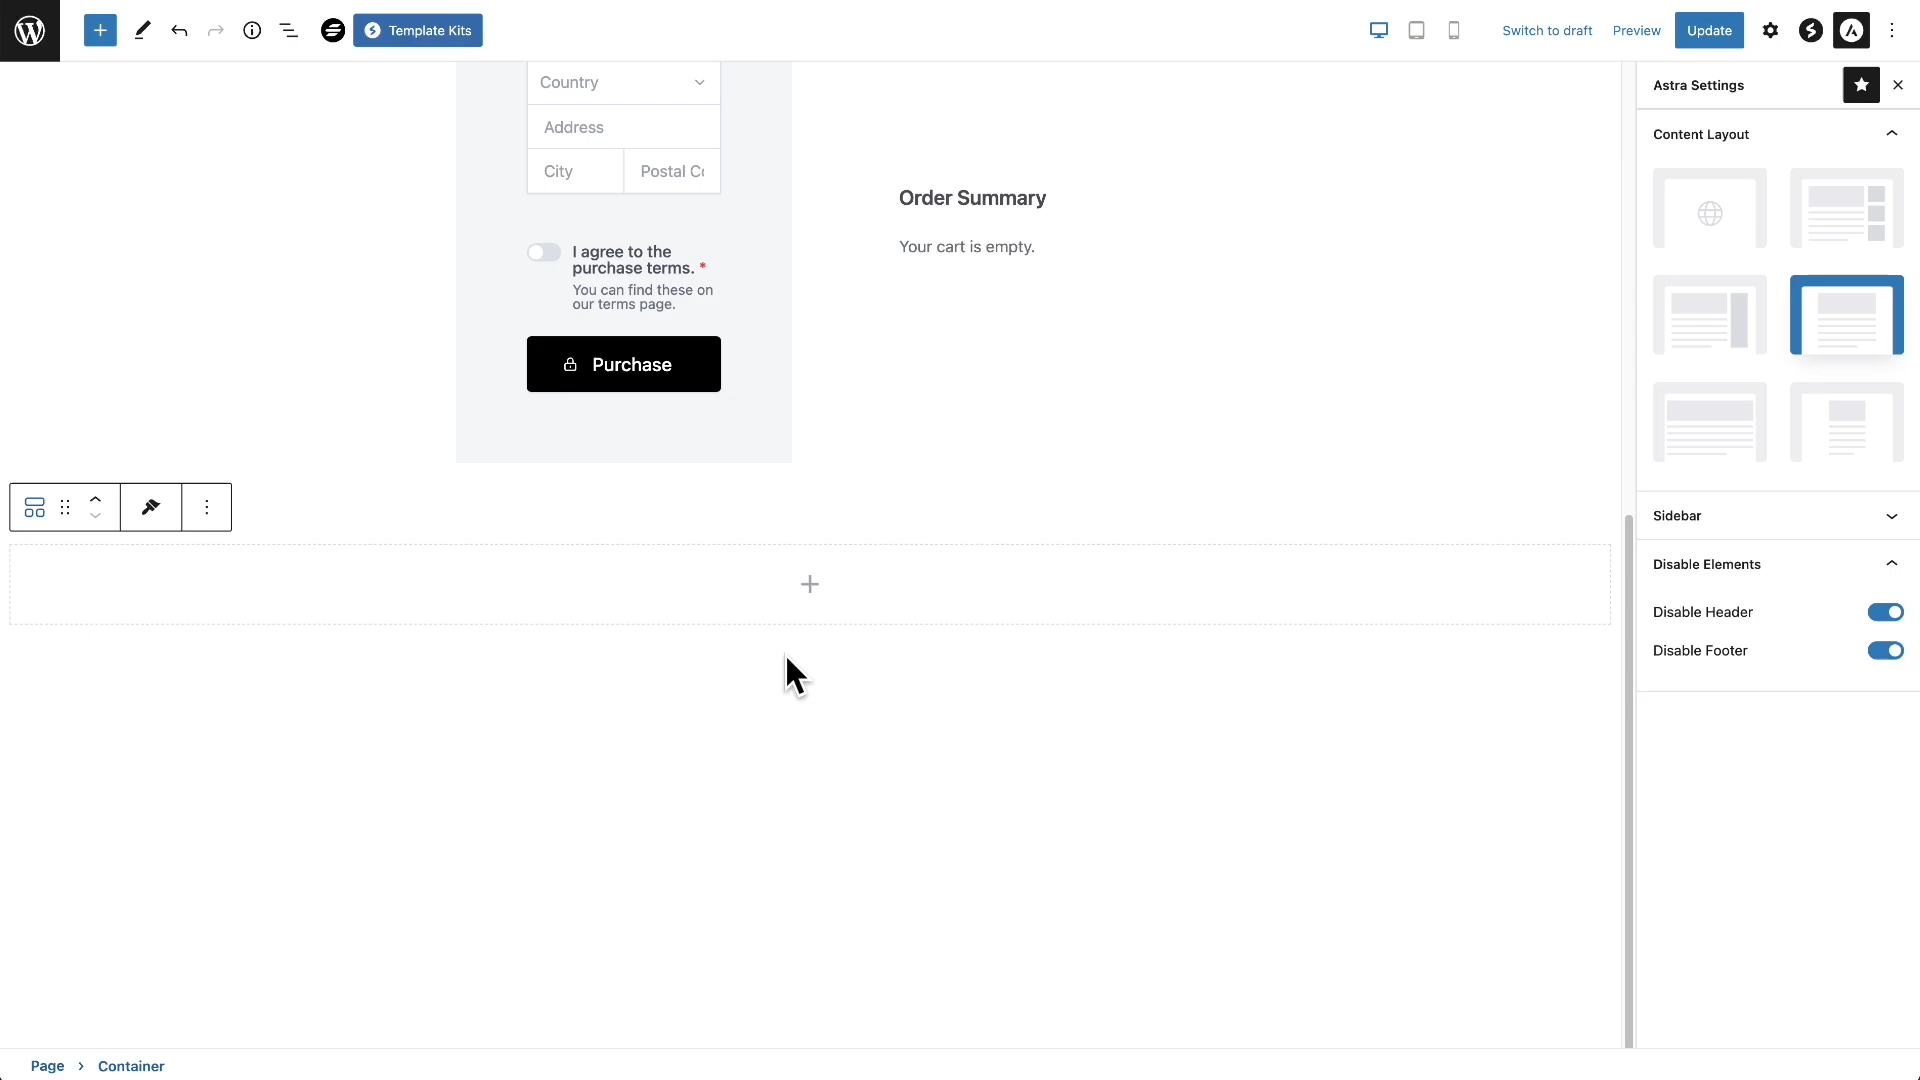 Template Kits
Switch to draft
Preview
Update
Country
Address
City
Postal Co
I agree to the
purchase terms. *
You can find these on
our terms page.
Purchase
Order Summary
Your cart is empty.
Astra Settings
Content Layout
Sidebar
Disable Elements
Disable Header
Disable Footer
Page > Container